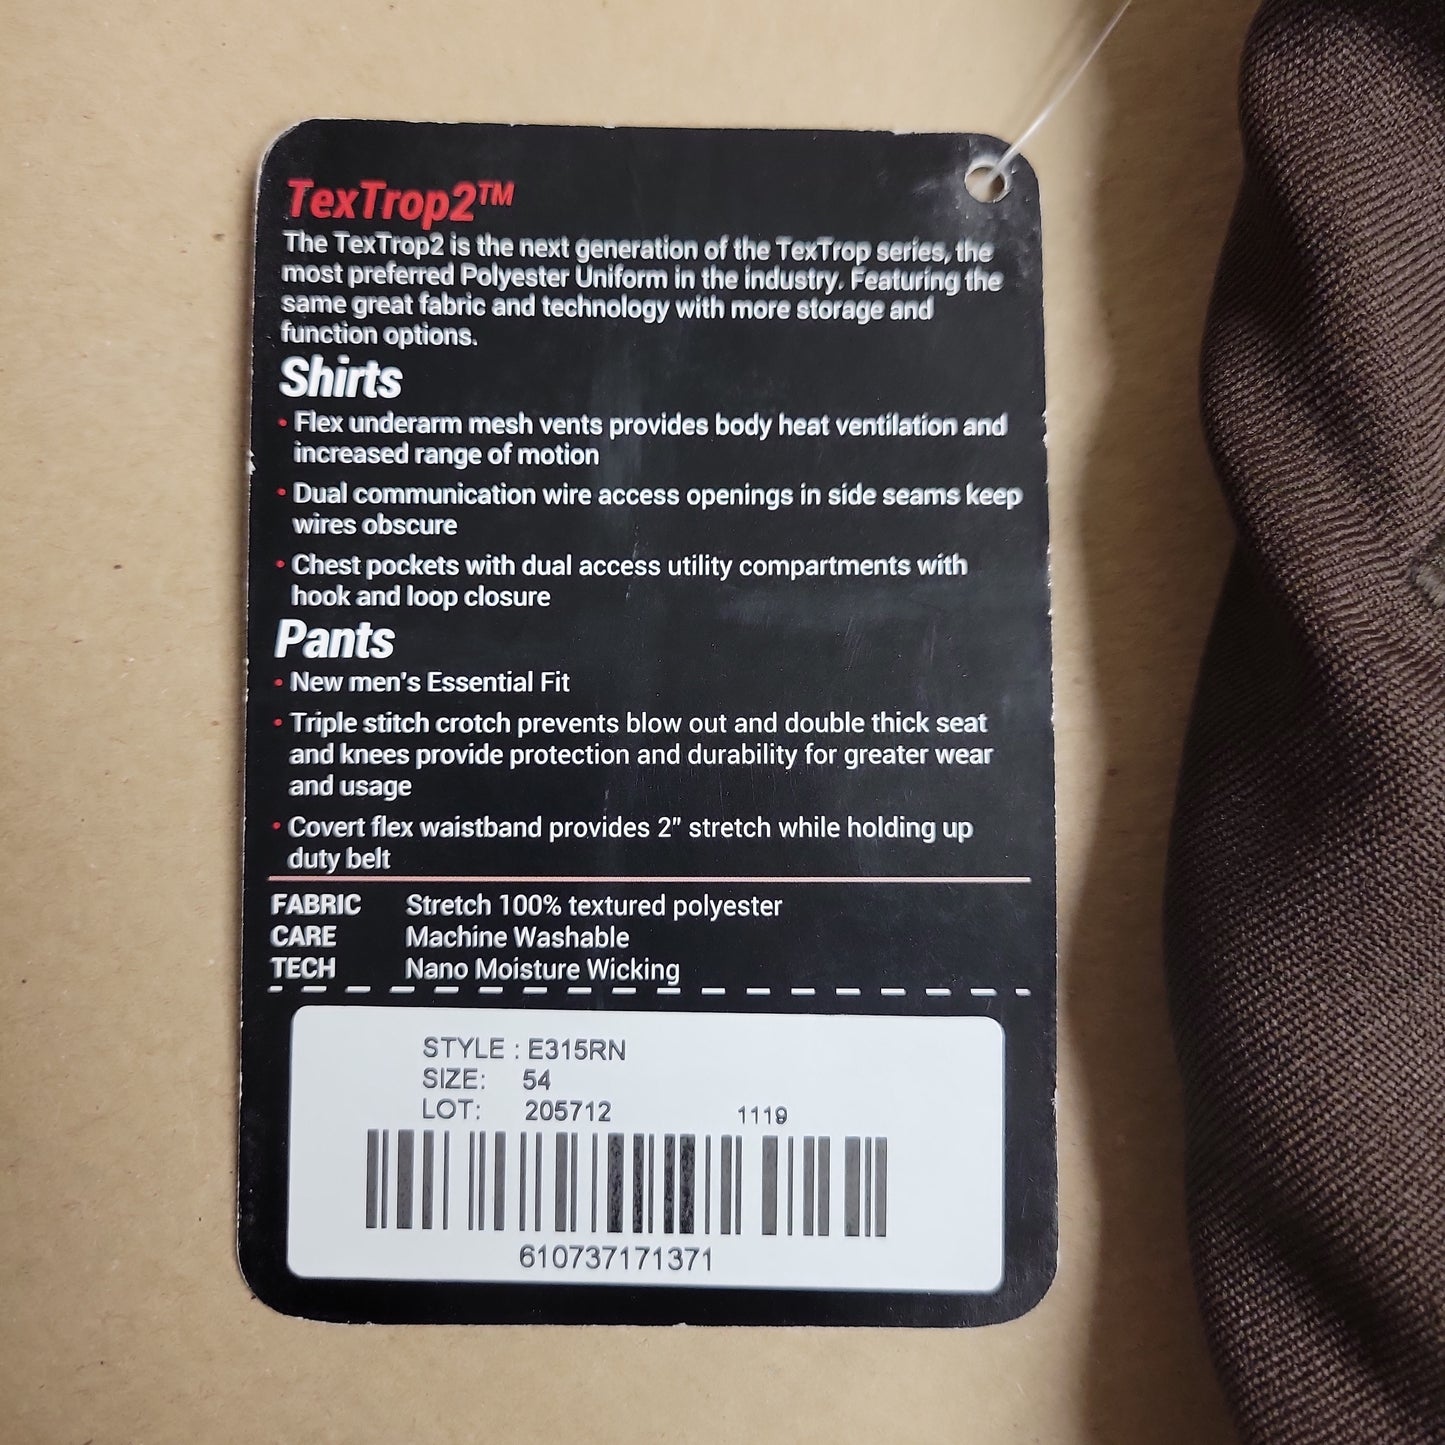 TexTrop2™
The TexTrop2 is the next generation of the TexTrop series, the
most preferred Polyester Uniform in the industry. Featuring the
same great fabric and technology with more storage and
function options.
Shirts
• Flex underarm mesh vents provides body heat ventilation and
increased range of motion
• Dual communication wire access openings in side seams keep
wires obscure
• Chest pockets with dual access utility compartments with
hook and loop closure
Pants
• New men's Essential Fit
• Triple stitch crotch prevents blow out and double thick seat
and knees provide protection and durability for greater wear
and usage
• Covert flex waistband provides 2" stretch while holding up
duty belt
FABRIC Stretch 100% textured polyester
CARE Machine Washable
TECH Nano Moisture Wicking
STYLE : E315RN
SIZE: 54
LOT: 205712 1119
610737171371